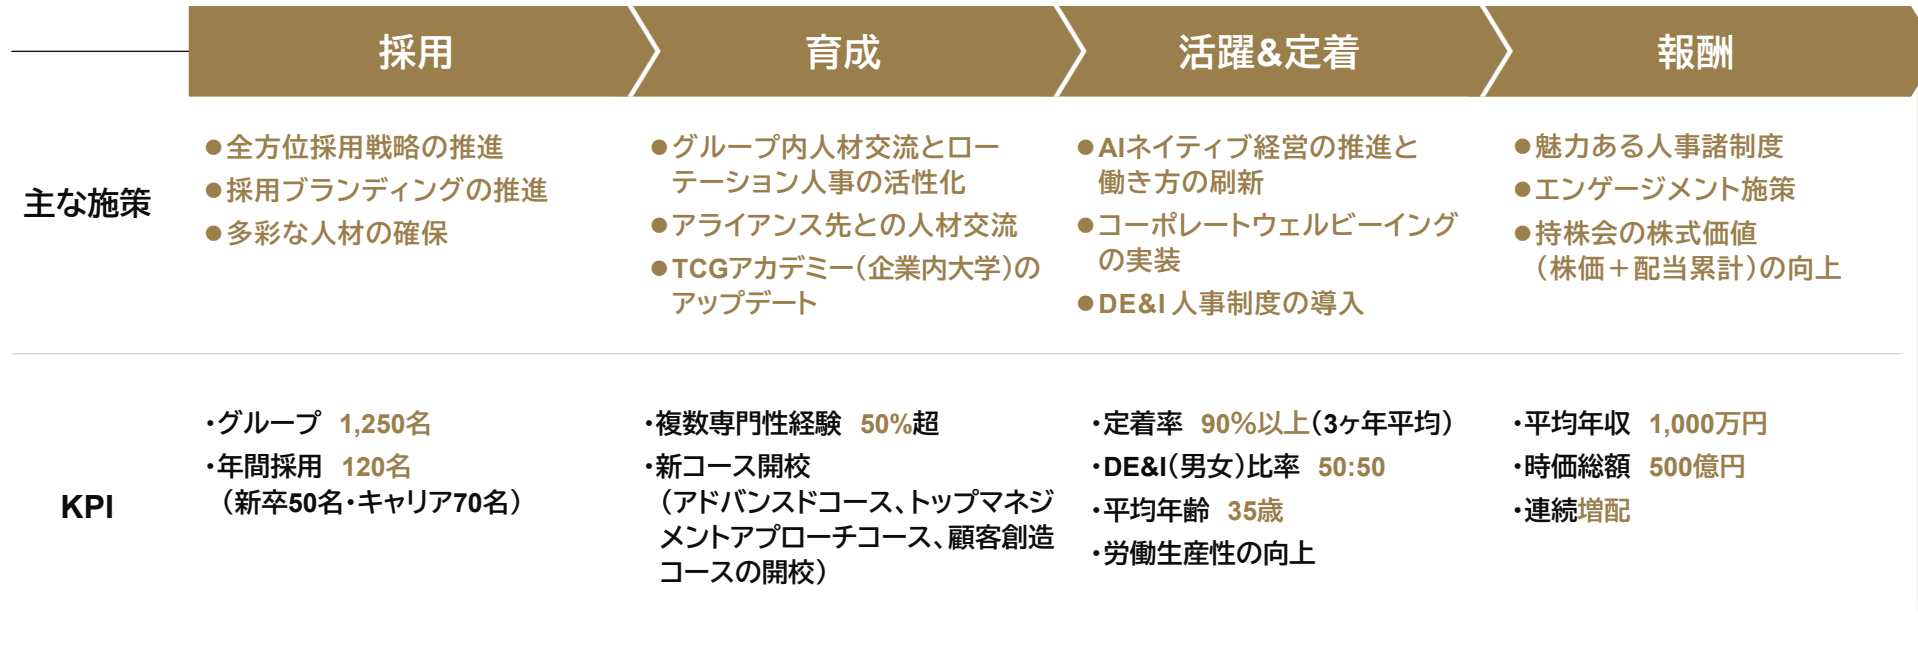 採用
育成
活躍&定着
報酬
主な施策
●全方位採用戦略の推進
●採用ブランディングの推進
●多彩な人材の確保
●グループ内人材交流とロー
テーション人事の活性化
●アライアンス先との人材交流
●TCGアカデミー（企業内大学）の
アップデート
●AIネイティブ経営の推進と
働き方の刷新
●コーポレートウェルビーイング
の実装
●DE&I 人事制度の導入
●魅力ある人事諸制度
●エンゲージメント施策
●持株会の株式価値
（株価＋配当累計）の向上
KPI
・グループ 1,250名
・年間採用 120名
（新卒50名・キャリア70名）
・複数専門性経験 50%超
・新コース開校
（アドバンスドコース、トップマネジ
メントアプローチコース、顧客創造
コースの開校）
・定着率 90％以上（3ヶ年平均）
・DE&I（男女）比率 50:50
・平均年齢 35歳
・労働生産性の向上
・平均年収 1,000万円
・時価総額 500億円
・連続増配